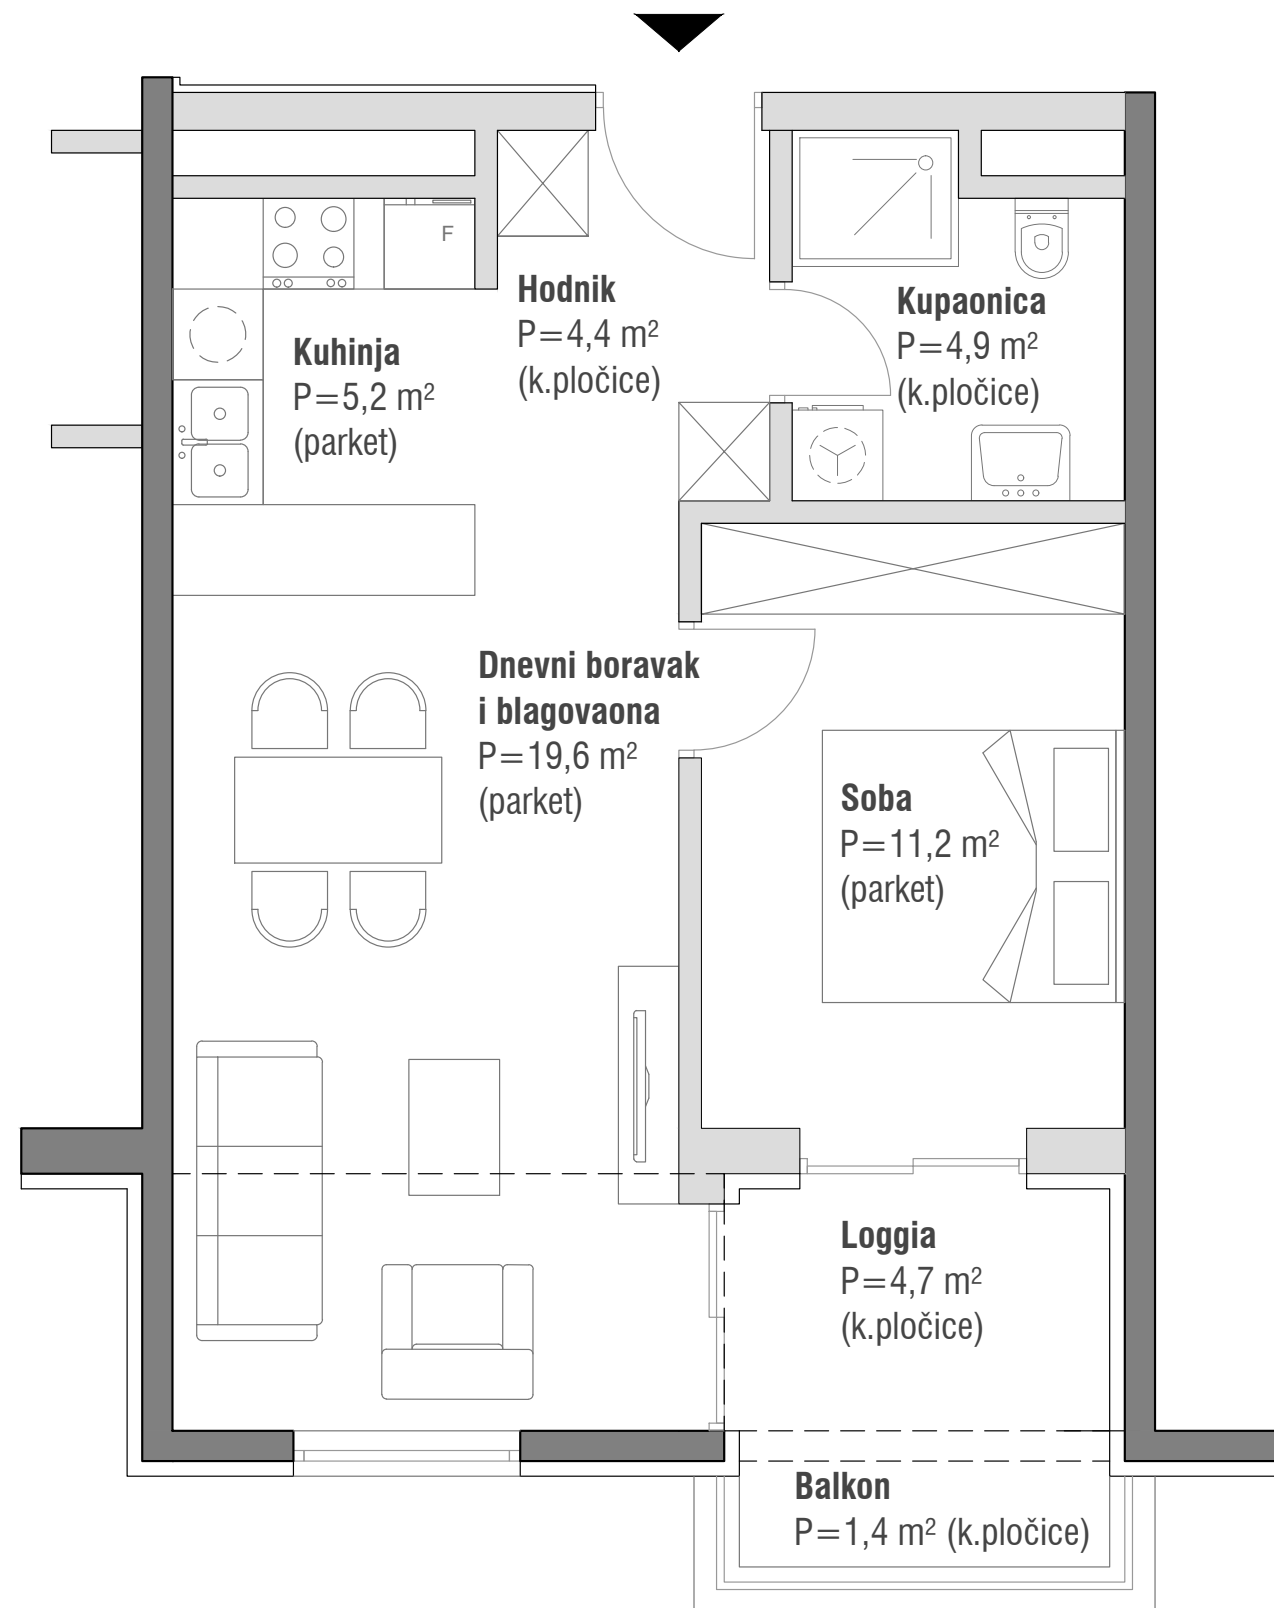 F
Hodnik
P=4,4 m²
(k.pločice)
Kupaonica
P=4,9 m²
(k.pločice)
Kuhinja
P=5,2 m²
(parket)
Dnevni boravak
i blagovaona
P=19,6 m²
(parket)
Soba
P=11,2 m²
(parket)
Loggia
P=4,7 m²
(k.pločice)
Balkon
P=1,4 m² (k.pločice)